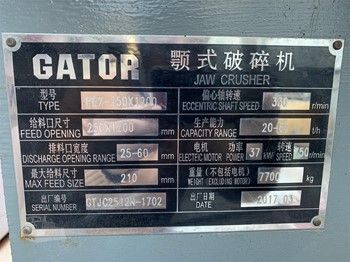 GATOR 颚式破碎机
JAW CRUSHER
型号
TYPE
偏心轴转速
ECCENTRIC SHAFT SPEED r/min
给料口尺寸
FEED OPENING 250X1200 mm
生产能力
CAPACITY RANGE t/h
排料口宽度
DISCHARGE OPENING RANGE 25-60 mm
电机 功率 转速
ELECTRIC MOTOR POWER 37 kW SPEED r/min
最大给料尺寸
MAX FEED SIZE 210 mm
重量(不包括电机)
WEIGHT (EXCLUDING MOTOR) 7700 kg
出厂编号
SERIAL NUMBER
出厂日期
DATE 2017.03